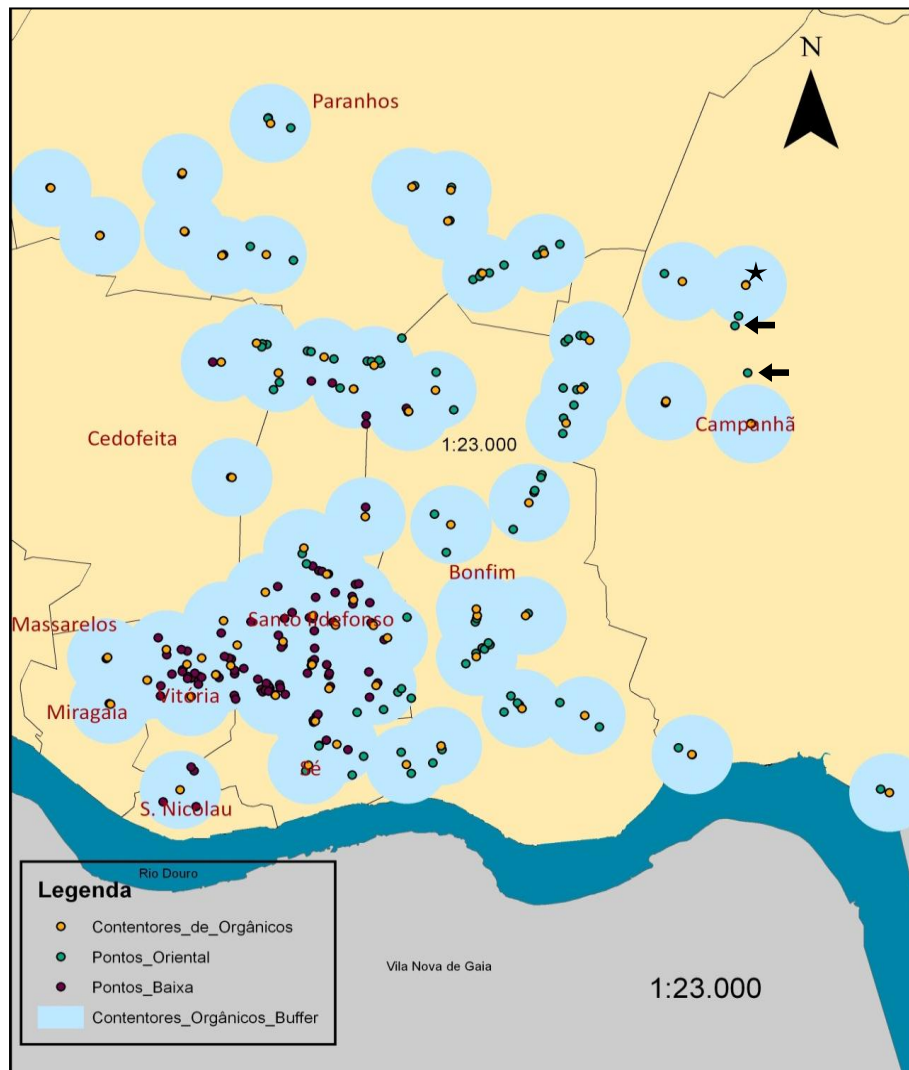 N
Paranhos
Campanhã
Cedofeita
1:23.000
Bonfim
Massarelos
Santo Ildefonso
Vitória
Miragaia
Sé
S. Nicolau
Rio Douro
Legenda
Contentores_de_Orgânicos
Pontos_Oriental
Pontos_Baixa
Contentores_Orgânicos_Buffer
Vila Nova de Gaia
1:23.000